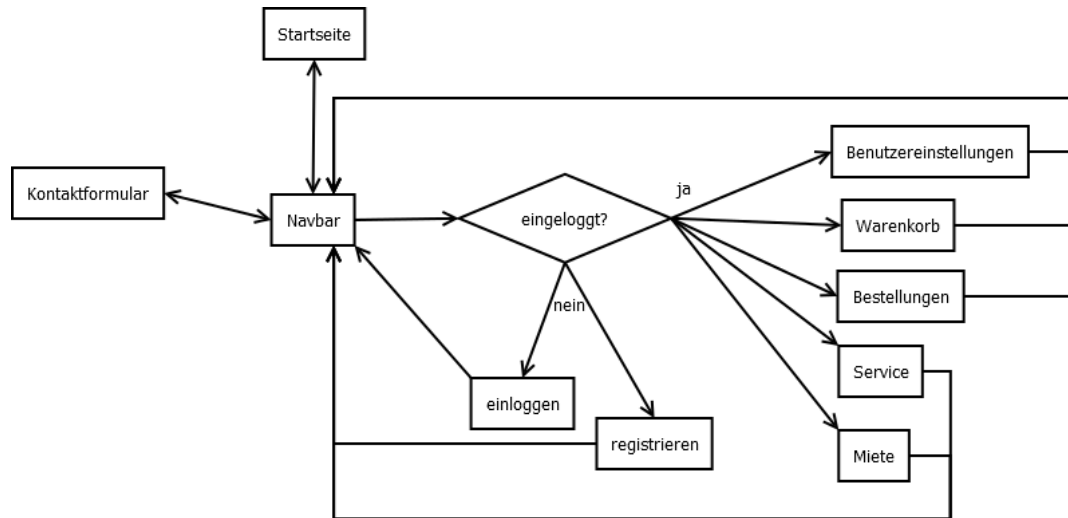 Startseite
Kontaktformular
Navbar
eingeloggt?
ja
nein
Benutzereinstellungen
Warenkorb
Bestellungen
Service
Miete
einloggen
registrieren